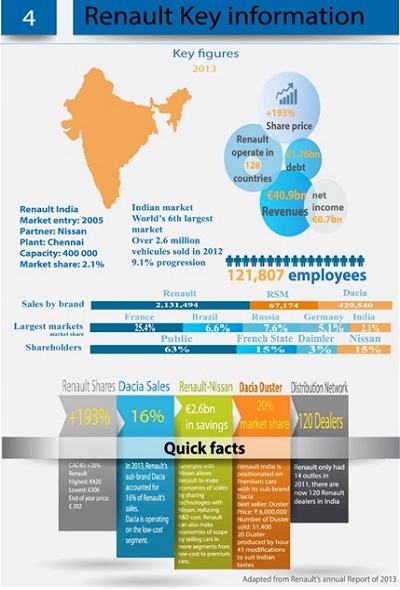 4
Renault Key information
Key figures
2013
+193%
Share price
Renault
operate in
128
countries
€1.76bn
debt
€40.9bn
Revenues
net
income
€0.7bn
Renault India
Market entry: 2005
Partner: Nissan
Plant: Chennai
Capacity: 400 000
Market share: 2.1%
Indian market
World's 6th largest
market
Over 2.6 million
vehicules sold in 2012
9.1% progression
121,807 employees
Renault RSM Dacia
Sales by brand 2,131,494 67,174 429,540
France Brazil Russia Germany India
Largest markets 25.4% 6.6% 7.6% 5.1% 2.1%
market share
Public French State Daimler Nissan
Shareholders 63% 15% 3% 15%
Renault Shares Dacia Sales Renault-Nissan Dacia Duster Distribution Network
+193%
16%
€2.6bn
in savings
20%
market share
120 Dealers
Quick facts
CAC40: +26%
Renault
Highest: €420
Lowest: €306
End of year price:
€ 392
In 2013, Renault's
sub-brand Dacia
accounted for
16% of Renault's
sales.
Dacia is operating
on the low-cost
segment.
Synergies with
Nissan allows
Renault to make
economies of scales
by sharing
technologies with
Nissan, reducing
R&D cost. Renault
can also make
economies of scope
by selling cars in
more segments from
low-cost to premium
cars.
Renault India is
positionated on
Premium cars
with its sub-brand
Dacia
Best seller: Duster
Price: ₹ 6,000,000
Number of Duster
sold: 51,400
28 Duster
produced by hour
41 modifications
to suit Indian
tastes
Renault only had
14 outles in
2011, there are
now 120 Renault
dealers in India
Adapted from Renault's annual Report of 2013